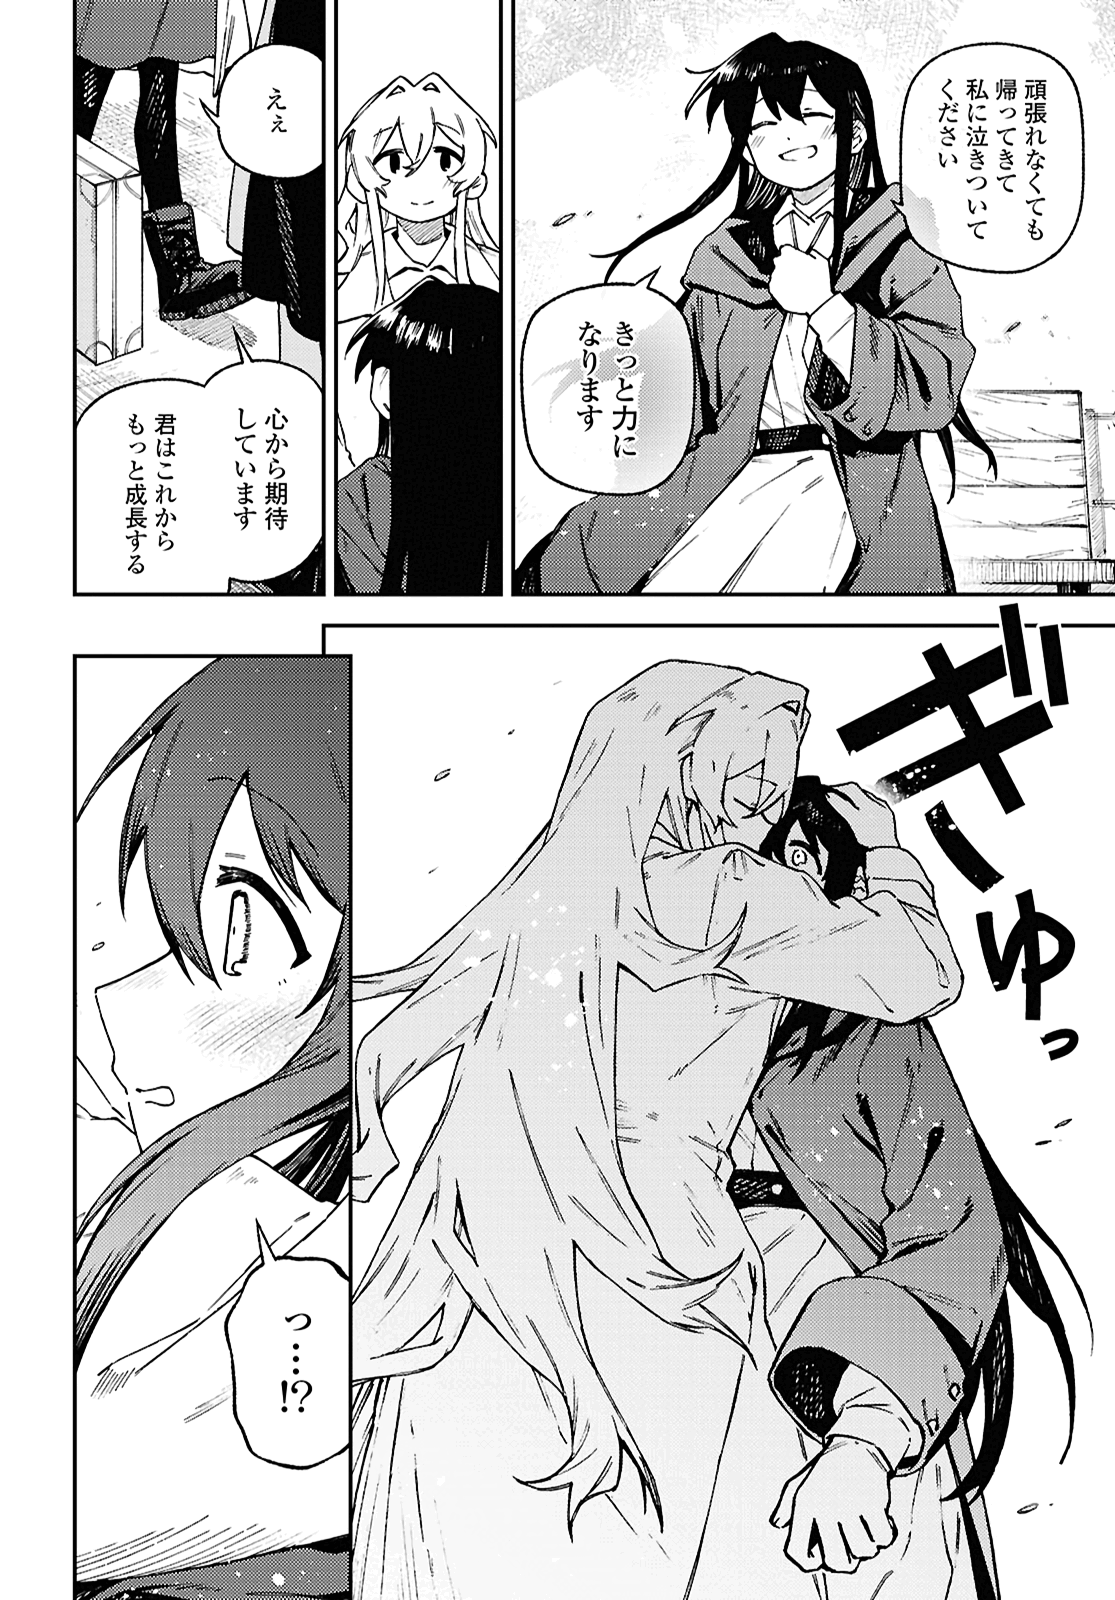 頑張れなくても
帰ってきて
私に泣きついて
ください
きっと力に
なります
ええ
心から期待
しています
君はこれから
もっと成長する
ギュッ
っ…!?